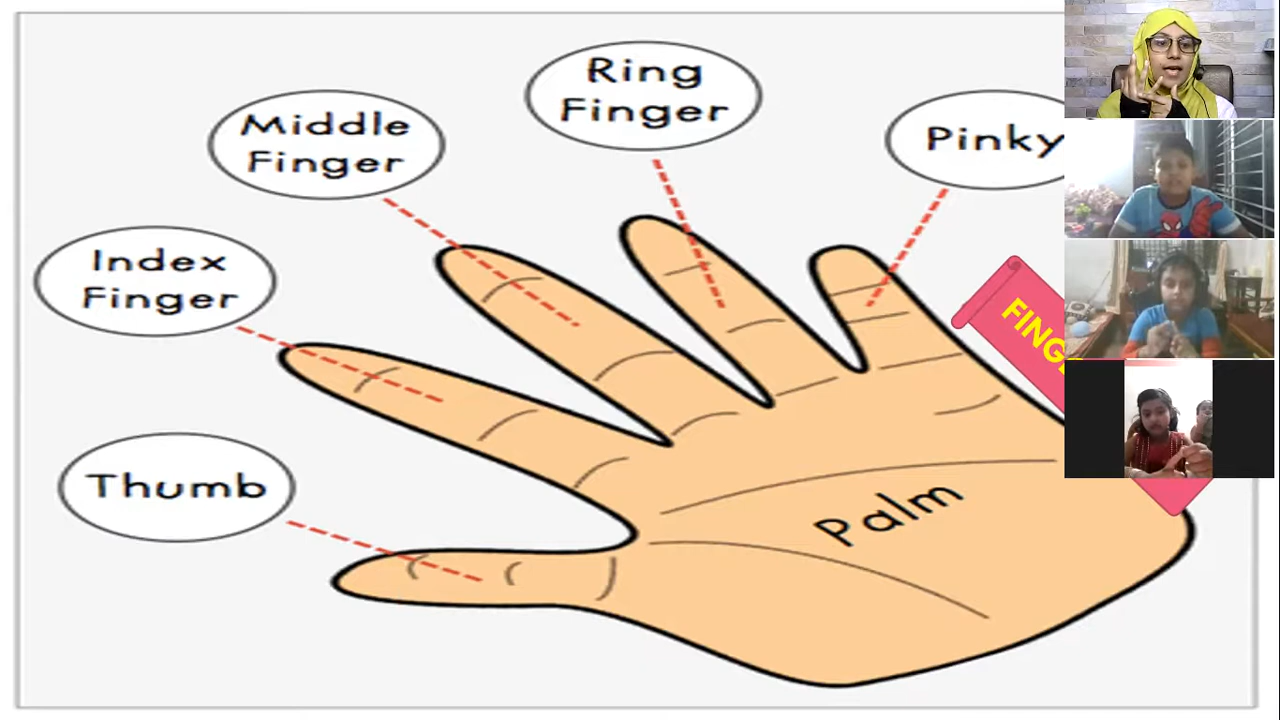 Ring
Finger
Middle
Finger
Pinky
Index
Finger
Thumb
Palm